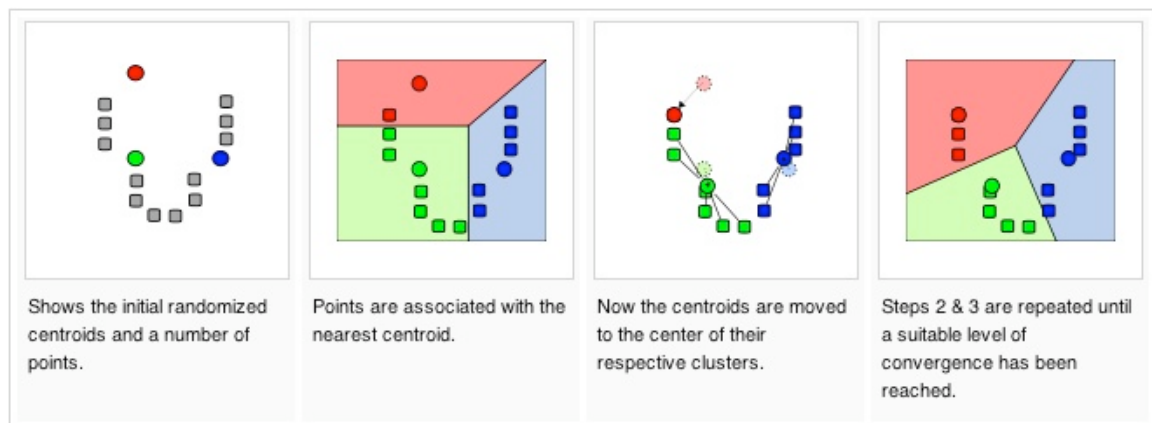 Shows the initial randomized
centroids and a number of
points.
Points are associated with the
nearest centroid.
Now the centroids are moved
to the center of their
respective clusters.
Steps 2 & 3 are repeated until
a suitable level of
convergence has been
reached.